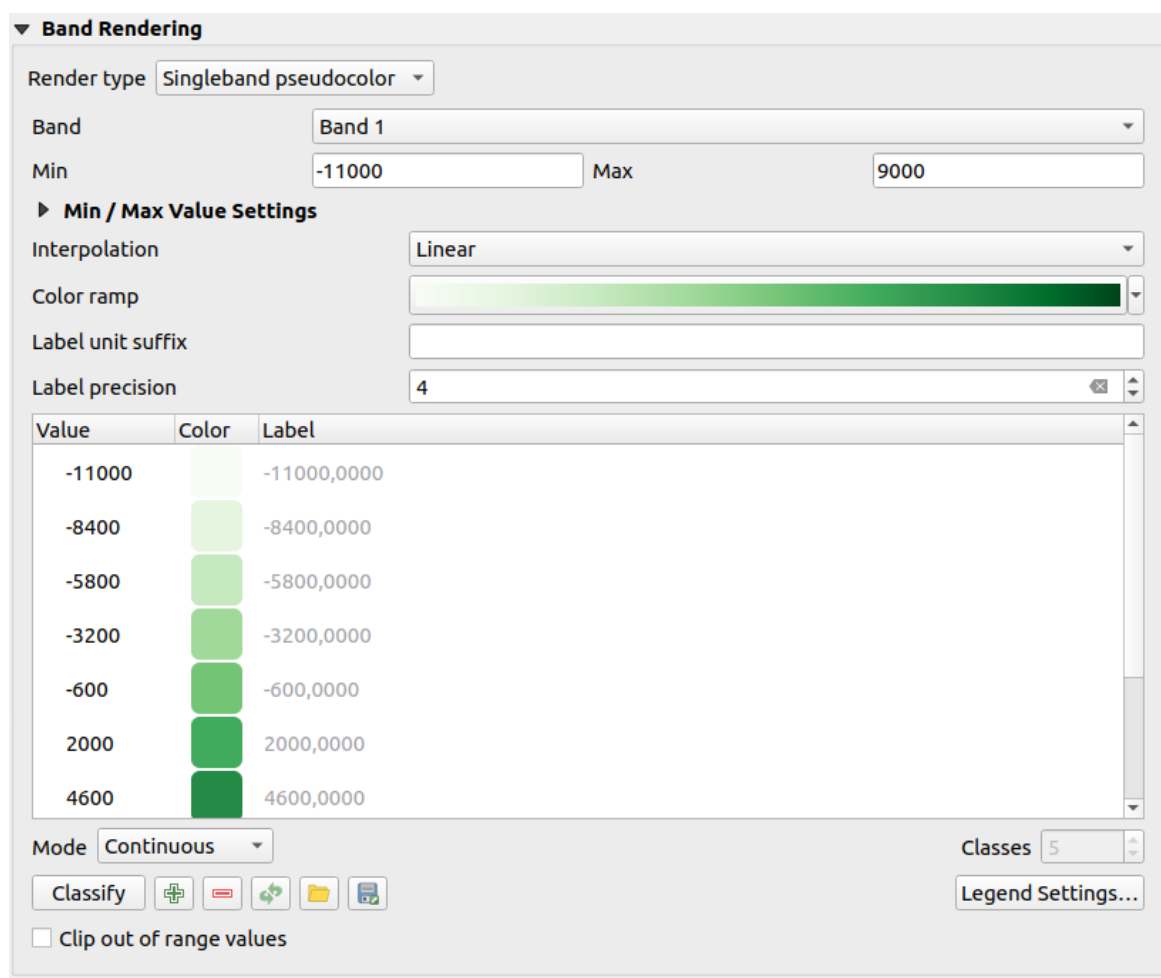 Band Rendering
Render type Singleband pseudocolor
Band Band 1
Min -11000 Max 9000
Min / Max Value Settings
Interpolation Linear
Color ramp
Label unit suffix
Label precision 4
Value Color Label
-11000 -11000,0000
-8400 -8400,0000
-5800 -5800,0000
-3200 -3200,0000
-600 -600,0000
2000 2000,0000
4600 4600,0000
Mode Continuous Classes 5
Classify Legend Settings...
Clip out of range values